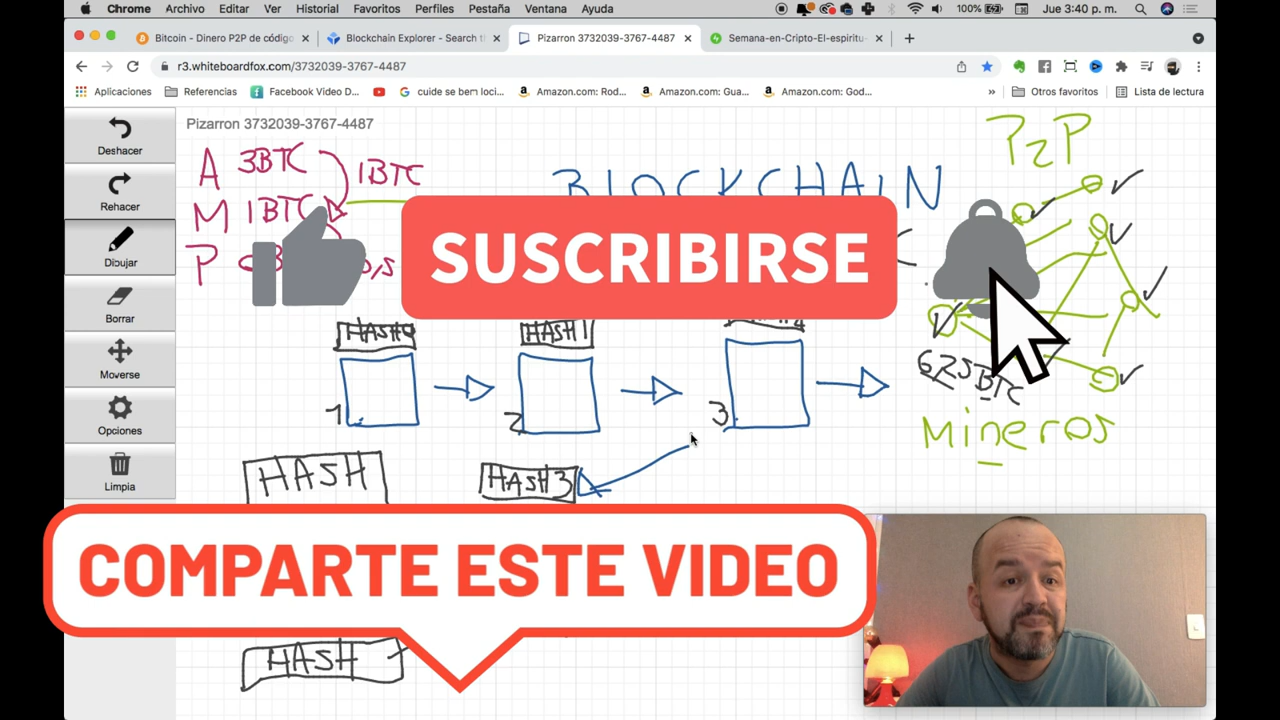 Chrome Archivo Editar Ver Historial Favoritos Perfiles Pestaña Ventana Ayuda 100% Jue 3:40 p. m.
Bitcoin - Dinero P2P de código Blockchain Explorer - Search t Pizarron 3732039-3767-4487 Semana-en-Cripto-El-espiritu-
r3.whiteboardfox.com/3732039-3767-4487
Aplicaciones Referencias Facebook Video D... cuide se bem loci... Amazon.com: Rod... Amazon.com: Gua... Amazon.com: God... » Otros favoritos Lista de lectura
Pizarron 3732039-3767-4487
Deshacer
Rehacer
Dibujar
Borrar
Moverse
Opciones
Limpia
P2P
A 3BTC 1BTC
BLOCKCHAIN
M 1BTC
P
SUSCRIBIRSE
HASH1
1 2 3
6,25 BTC
Mineros
HASH HASH3
COMPARTE ESTE VIDEO
HASH